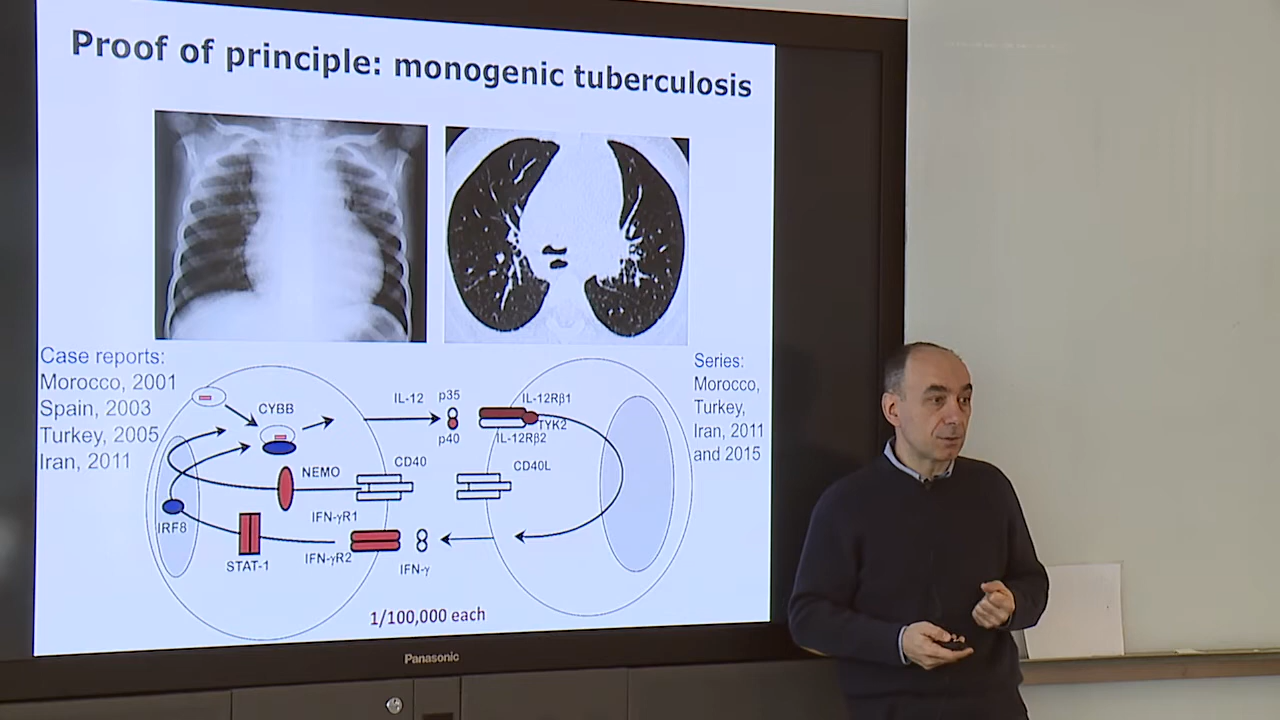 Proof of principle: monogenic tuberculosis
Case reports:
Morocco, 2001
Spain, 2003
Turkey, 2005
Iran, 2011
Series:
Morocco,
Turkey,
Iran, 2011
and 2015
CYBB
IL-12
p35
p40
IL-12Rβ1
TYK2
IL-12Rβ2
NEMO
CD40
CD40L
IRF8
IFN-γR1
STAT-1
IFN-γR2
IFN-γ
1/100,000 each
Panasonic